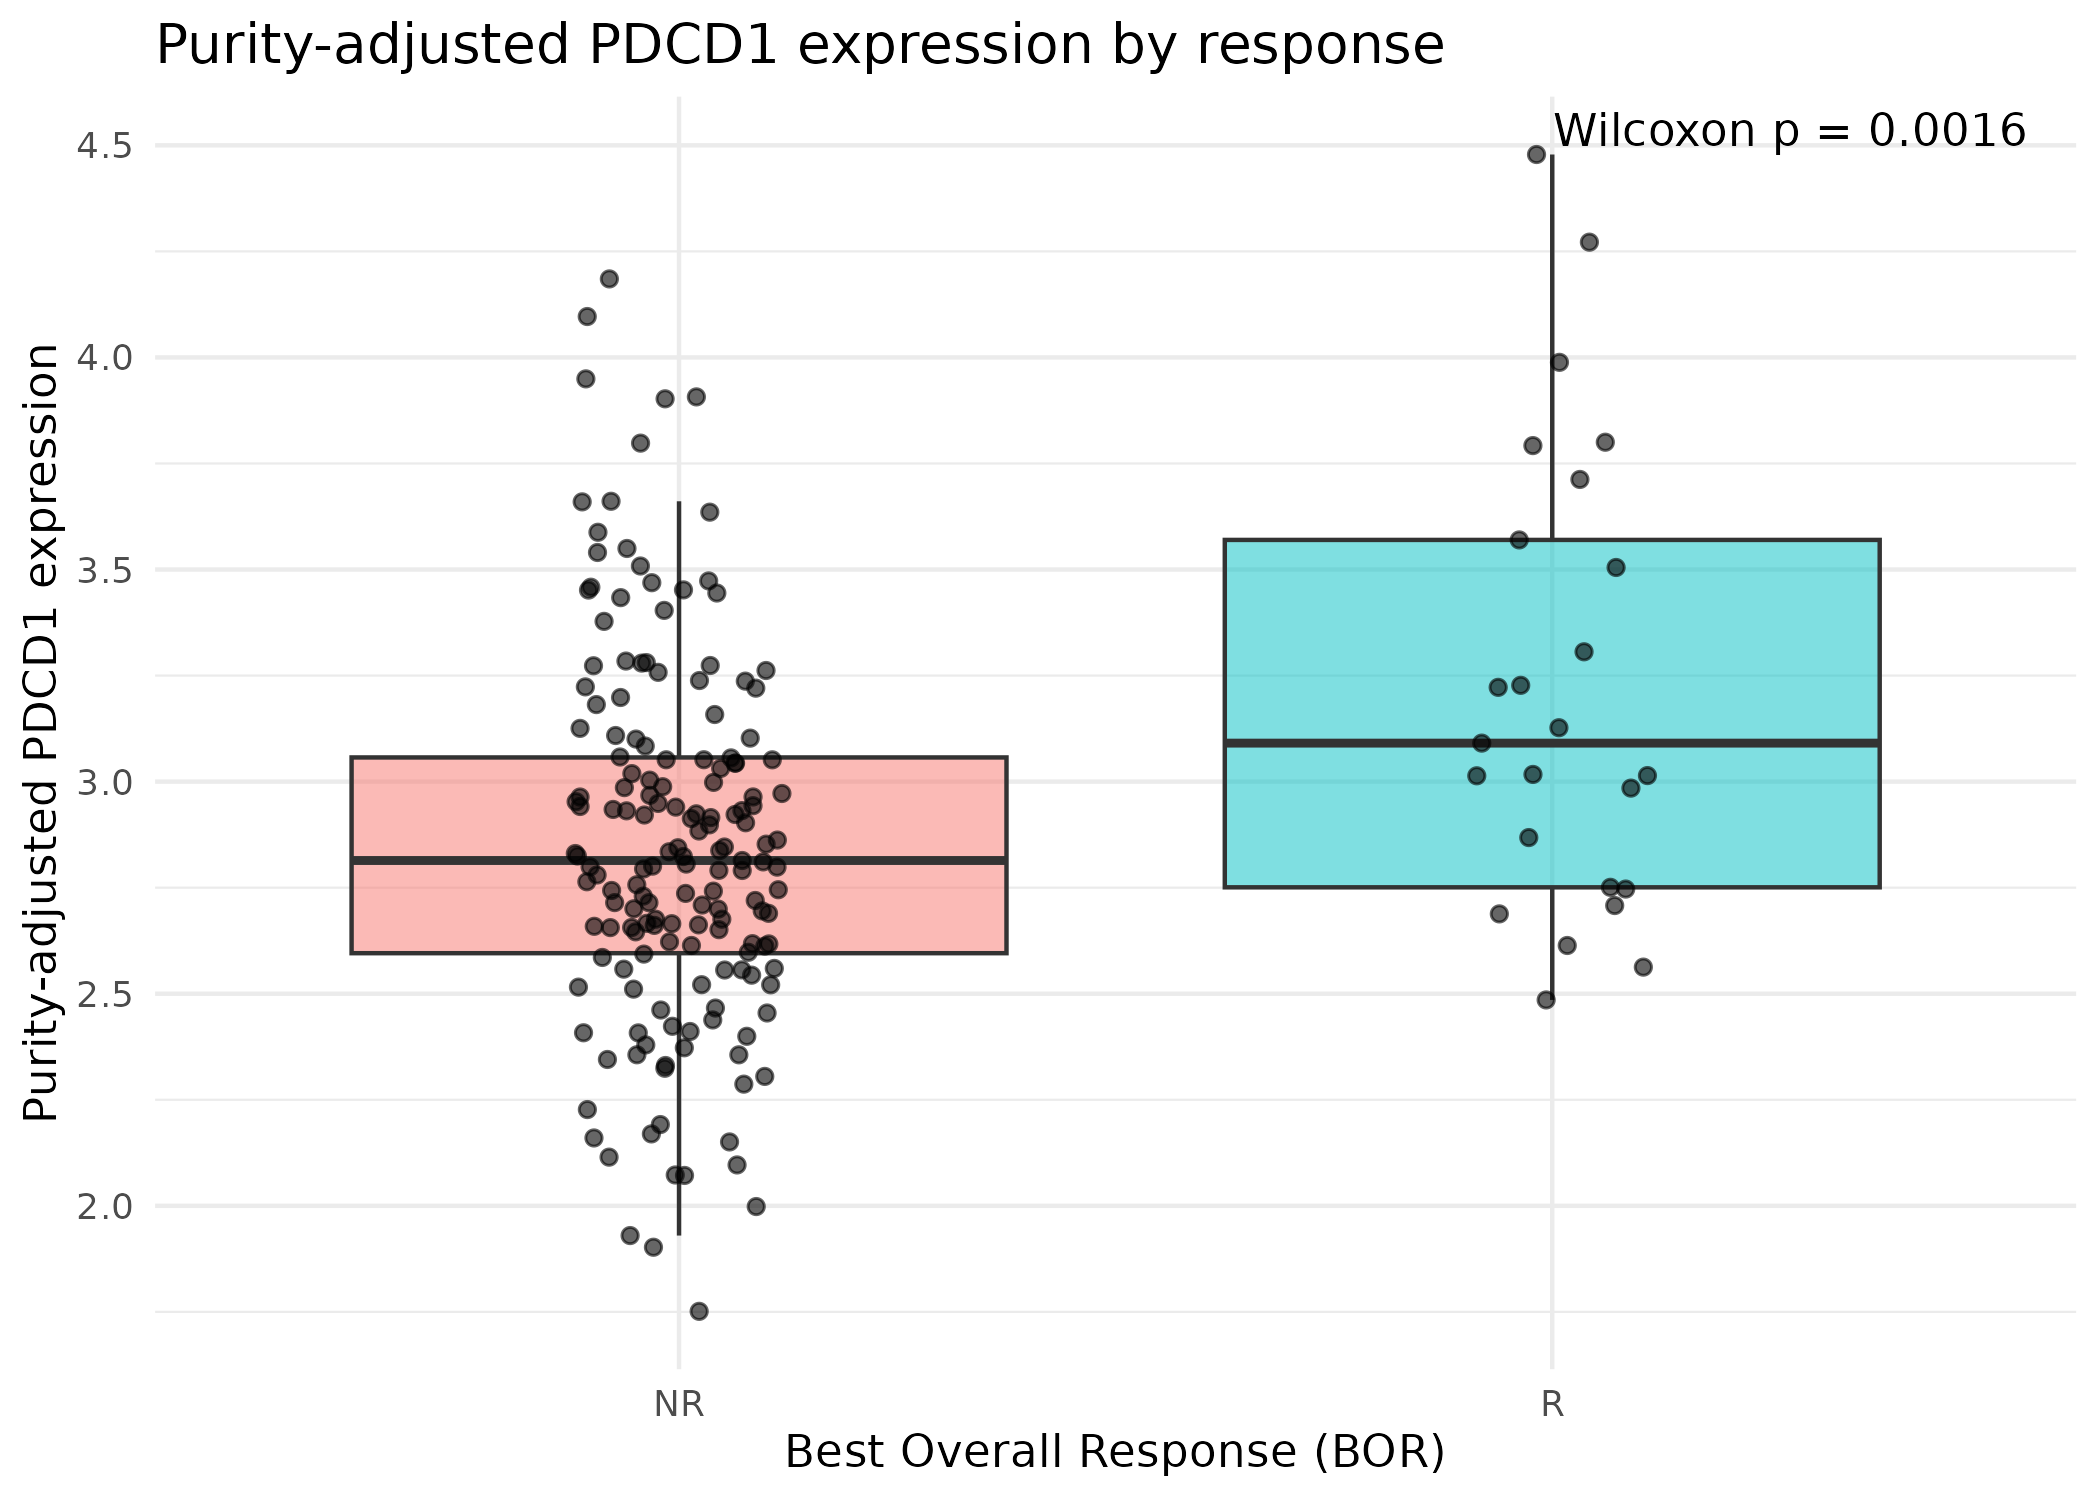 Purity-adjusted PDCD1 expression by response
Wilcoxon p = 0.0016
Purity-adjusted PDCD1 expression
4.5
4.0
3.5
3.0
2.5
2.0
NR
R
Best Overall Response (BOR)